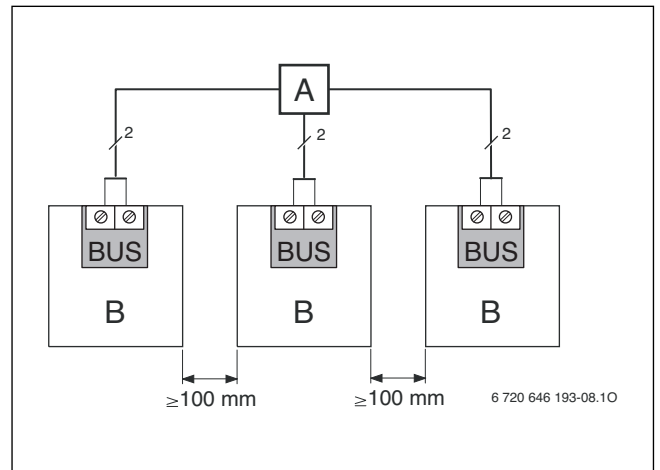 A
2 2 2
BUS BUS BUS
B B B
≥100 mm ≥100 mm
6 720 646 193-08.1O